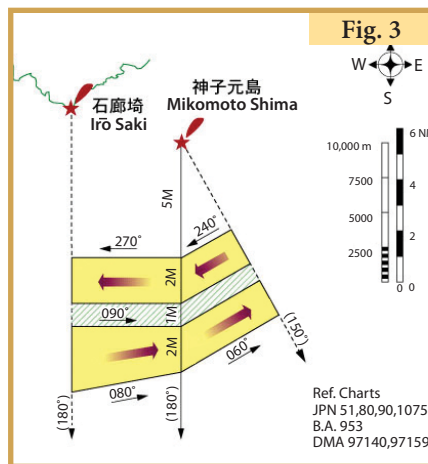 Fig. 3
W E
S
石廊埼
Irō Saki
神子元島
Mikomoto Shima
10,000 m
7500
5000
2500
0
6 N
4
2
0
5M
240°
270°
2M
090°
1M
2M
060°
080°
(150°)
(180°)
(180°)
Ref. Charts
JPN 51,80,90,1075
B.A. 953
DMA 97140,97159